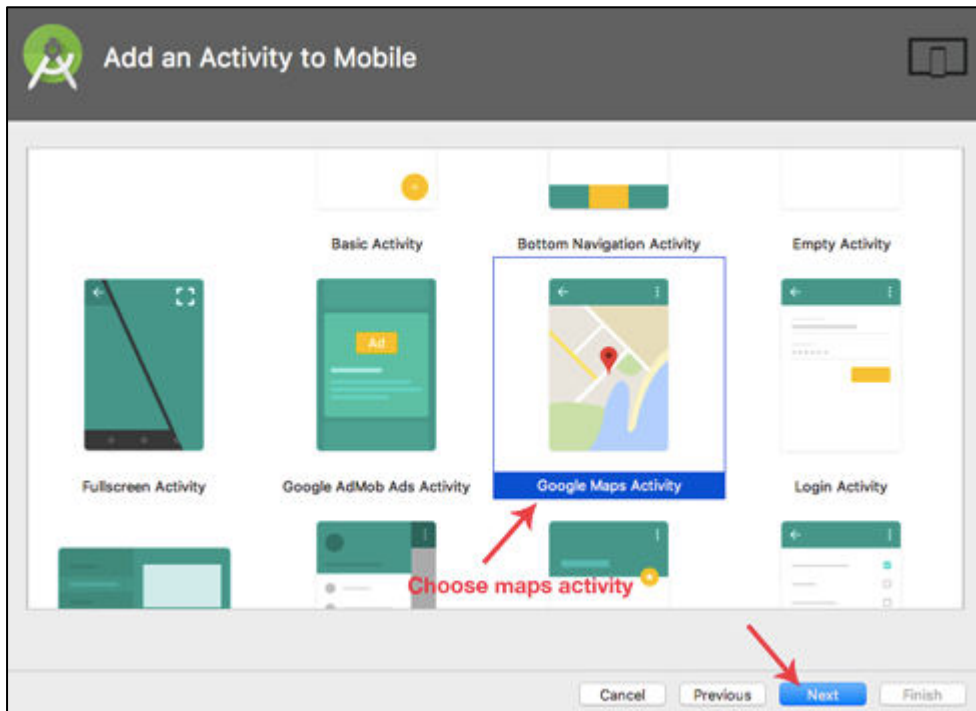 Add an Activity to Mobile
Basic Activity
Bottom Navigation Activity
Empty Activity
Ad
Fullscreen Activity
Google AdMob Ads Activity
Google Maps Activity
Login Activity
Choose maps activity
Cancel
Previous
Next
Finish